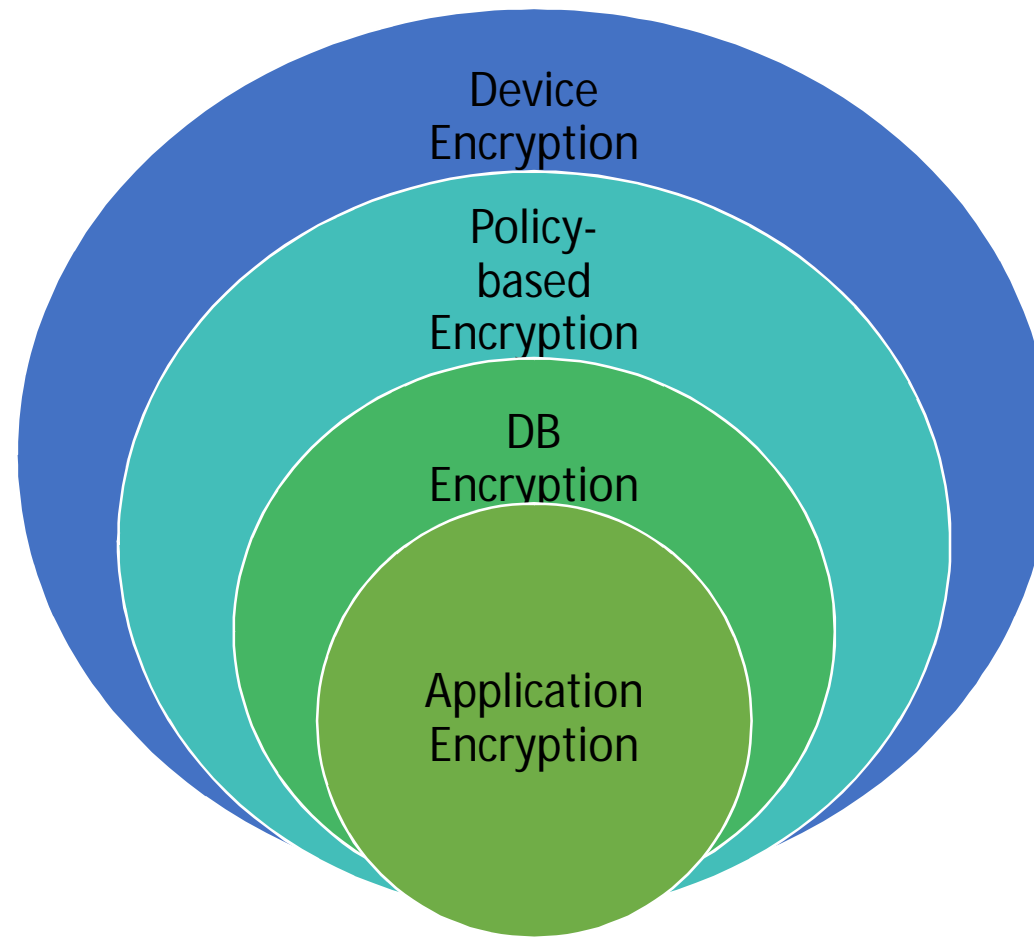 Device
Encryption
Policy-
based
Encryption
DB
Encryption
Application
Encryption